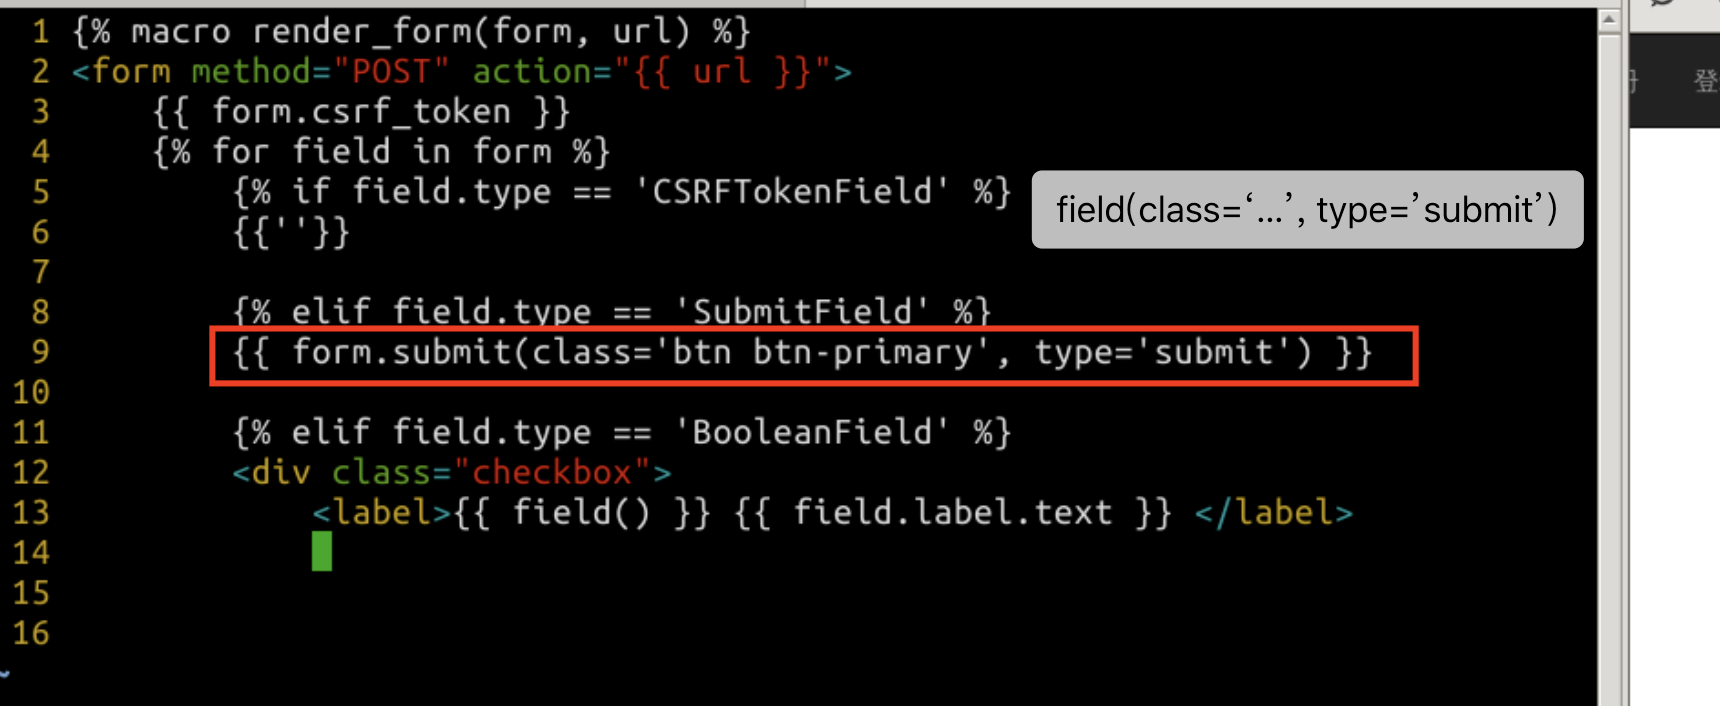 1 {% macro render_form(form, url) %}
2 <form method="POST" action="{{ url }}">
3 {{ form.csrf_token }}
4 {% for field in form %}
5 {% if field.type == 'CSRFTokenField' %}
field(class=‘...’, type=’submit’)
6 {{''}}
7
8 {% elif field.type == 'SubmitField' %}
9 {{ form.submit(class='btn btn-primary', type='submit') }}
10
11 {% elif field.type == 'BooleanField' %}
12 <div class="checkbox">
13 <label>{{ field() }} {{ field.label.text }} </label>
14
15
16
~
登